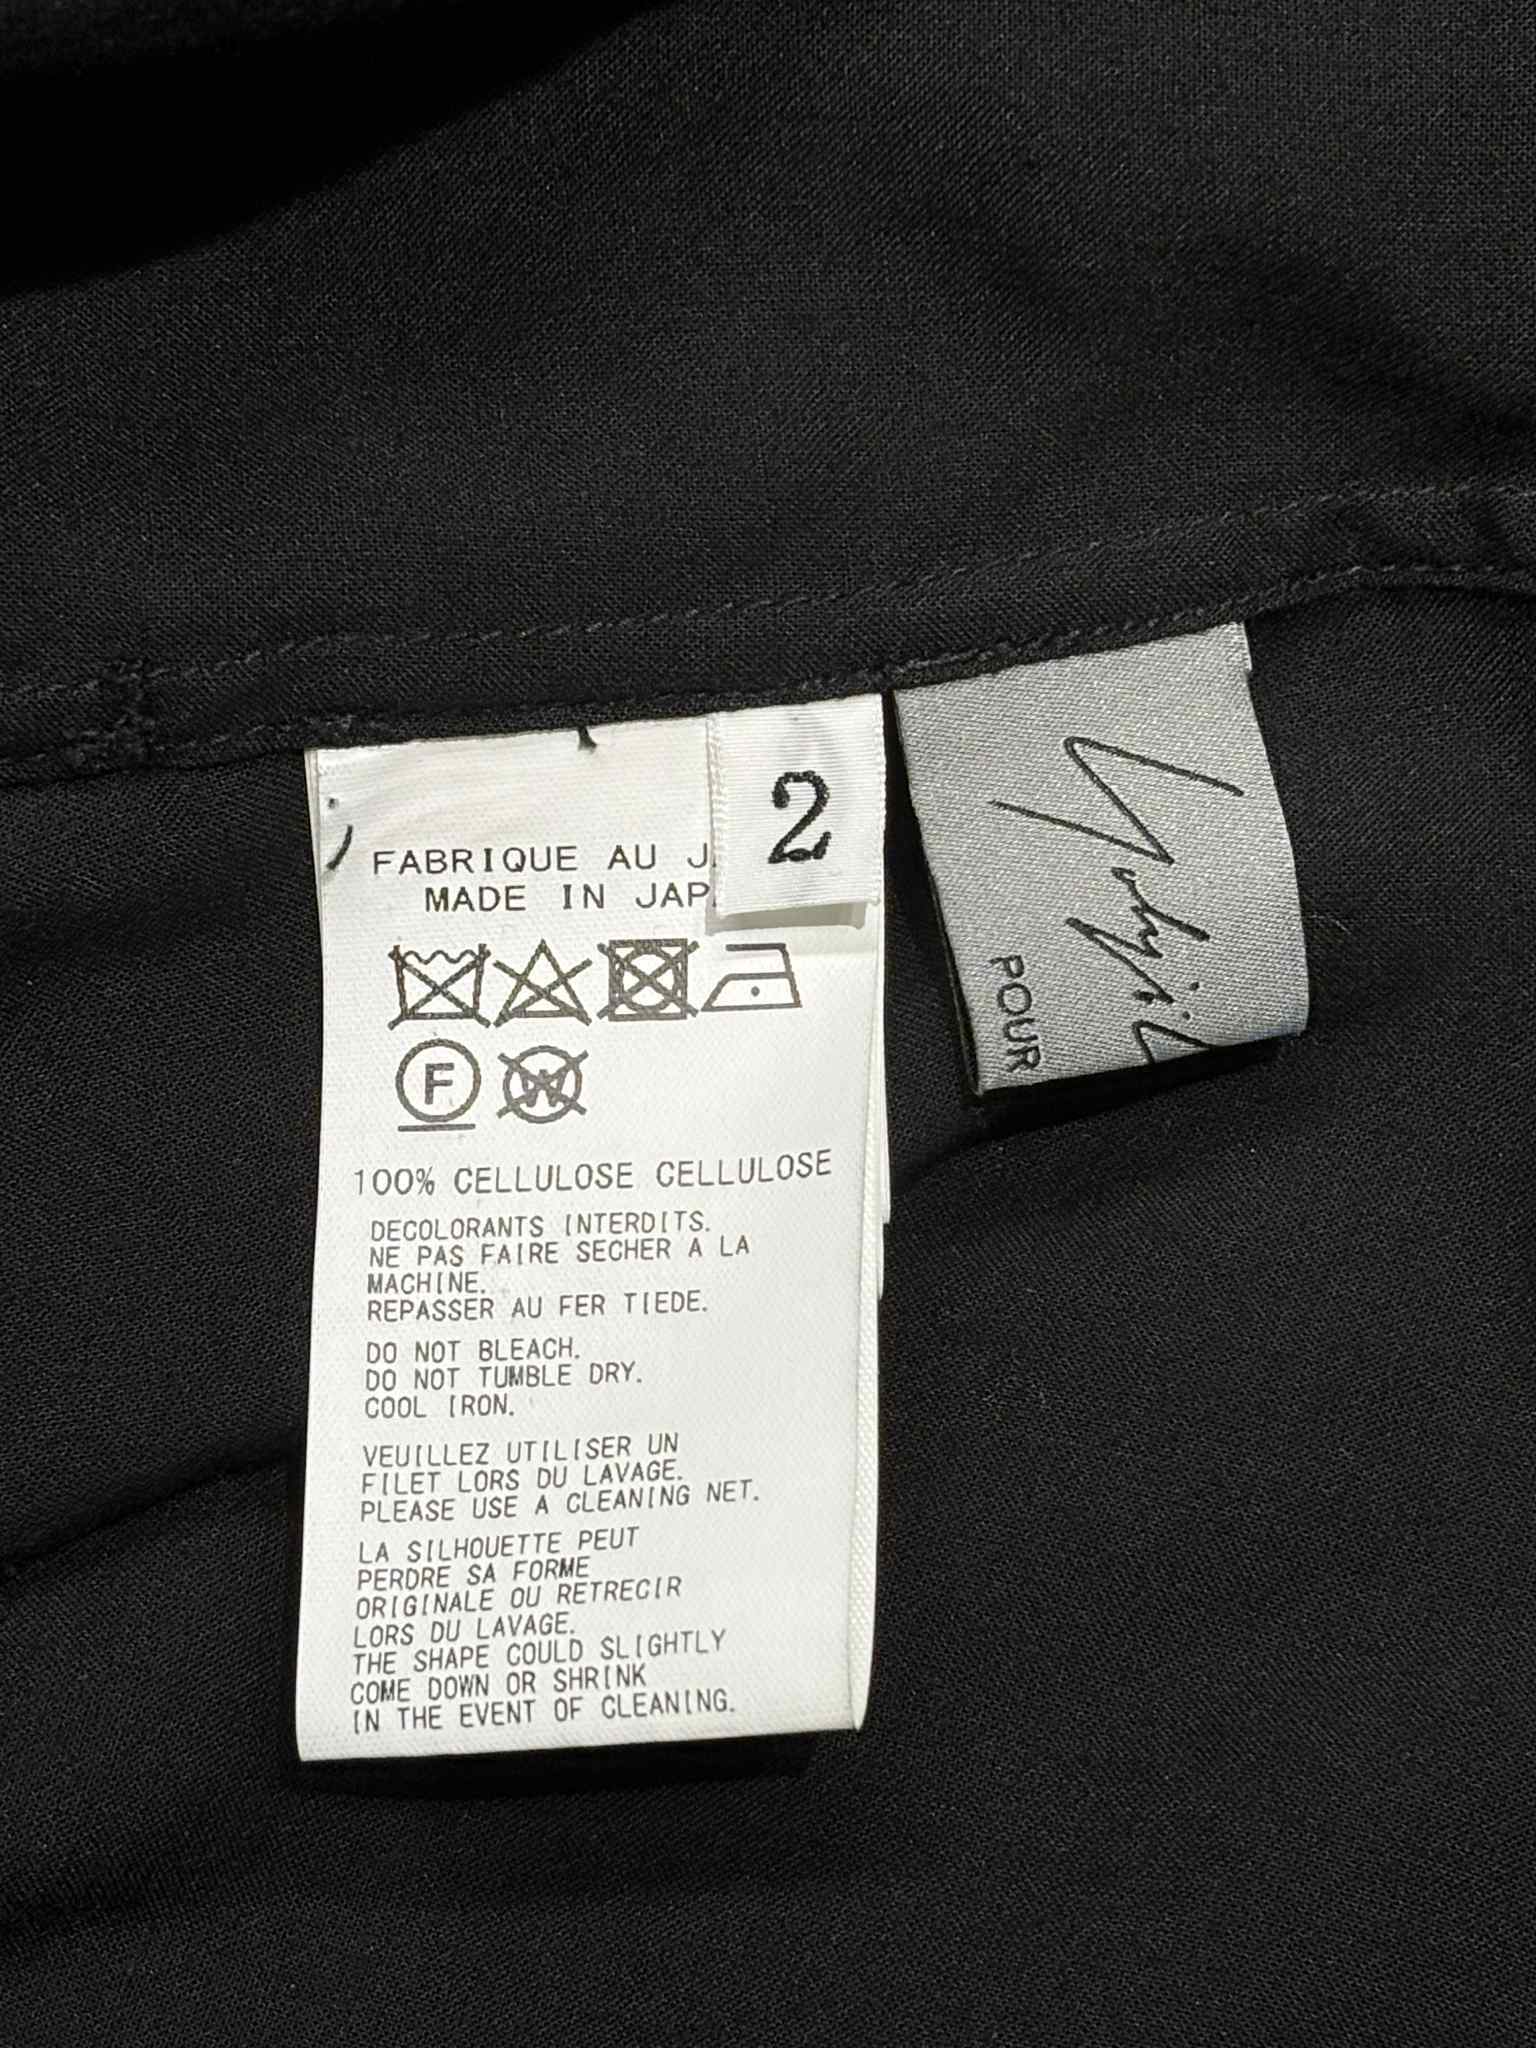 2
FABRIQUE AU J
MADE IN JAP
F
W
100% CELLULOSE CELLULOSE
DECOLORANTS INTERDITS.
NE PAS FAIRE SECHER A LA
MACHINE.
REPASSER AU FER TIEDE.
DO NOT BLEACH.
DO NOT TUMBLE DRY.
COOL IRON.
VEUILLEZ UTILISER UN
FILET LORS DU LAVAGE.
PLEASE USE A CLEANING NET.
LA SILHOUETTE PEUT
PERDRE SA FORME
ORIGINALE OU RETRECIR
LORS DU LAVAGE.
THE SHAPE COULD SLIGHTLY
COME DOWN OR SHRINK
IN THE EVENT OF CLEANING.
Yohji
POUR